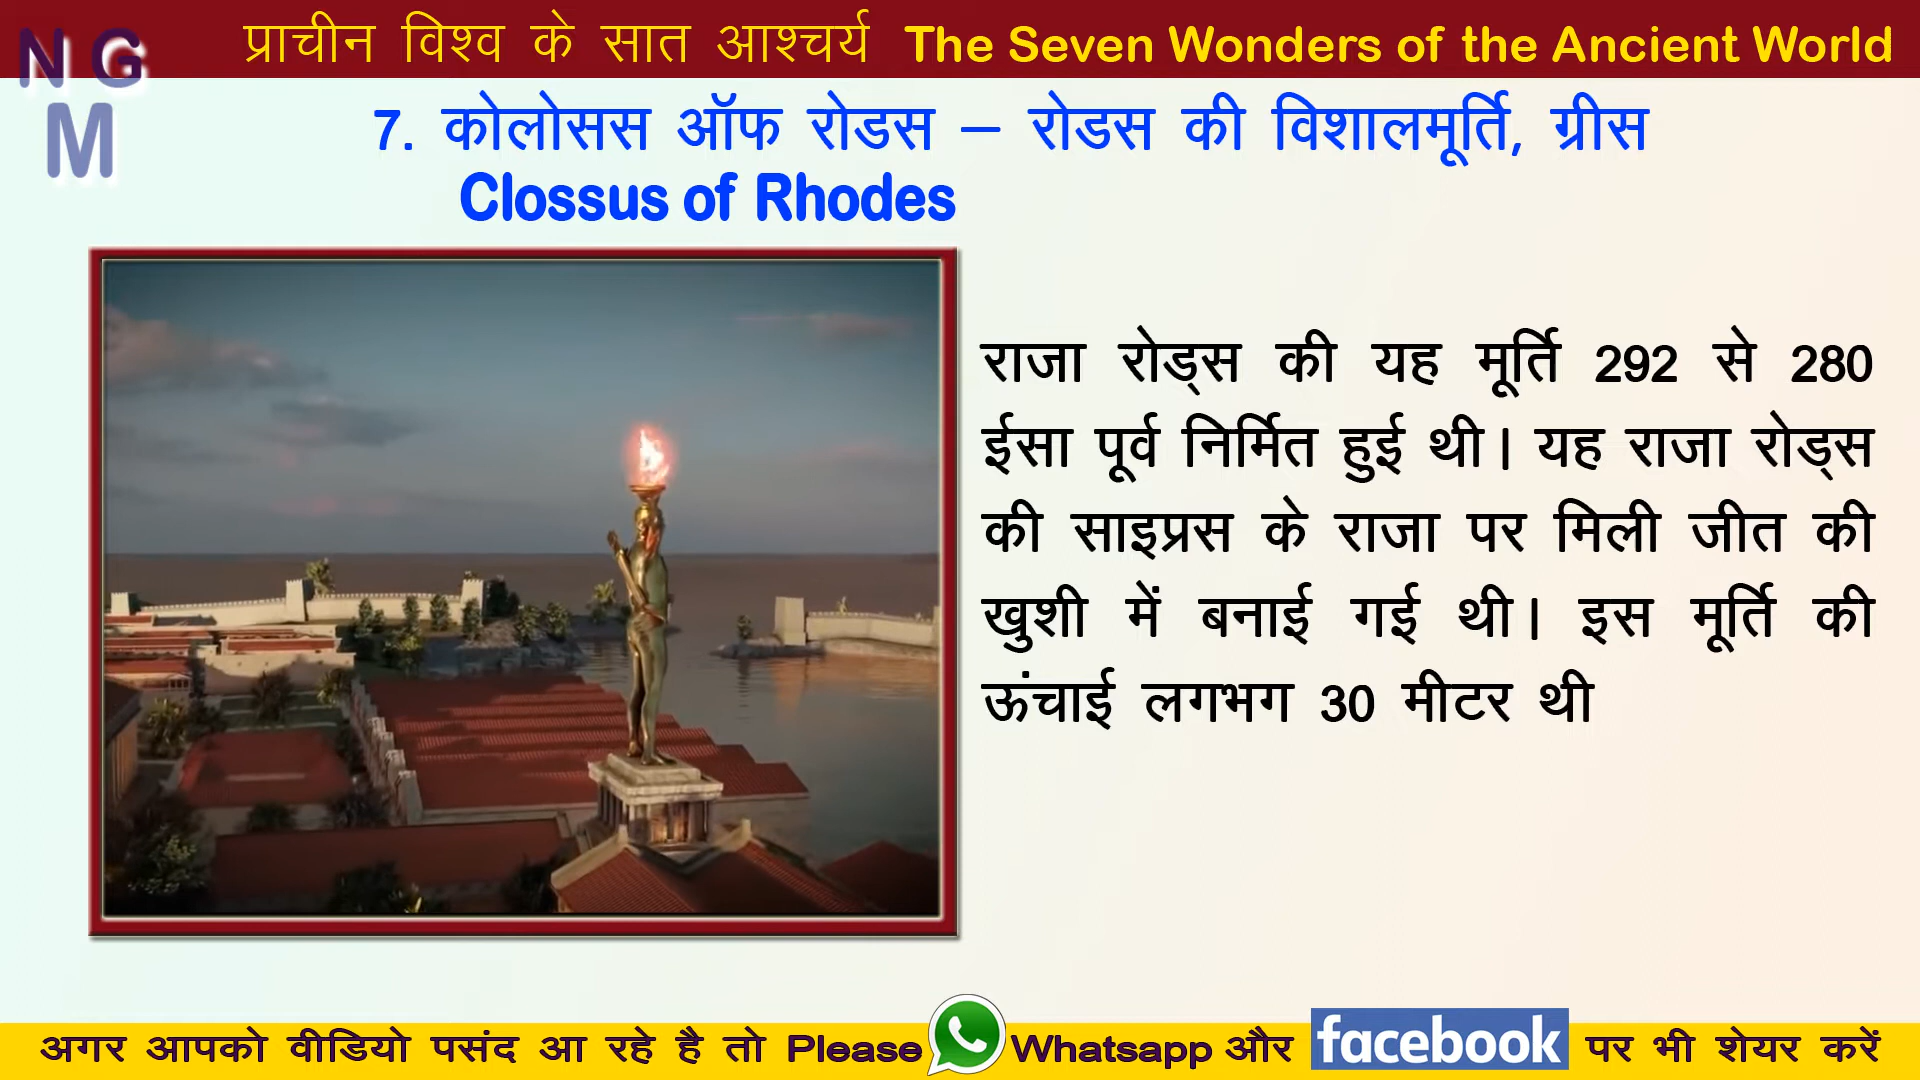 N G
M
प्राचीन विश्व के सात आश्चर्य The Seven Wonders of the Ancient World
7. कोलोसस ऑफ रोडस – रोडस की विशालमूर्ति, ग्रीस
Clossus of Rhodes
राजा रोड्स की यह मूर्ति 292 से 280
ईसा पूर्व निर्मित हुई थी। यह राजा रोड्स
की साइप्रस के राजा पर मिली जीत की
खुशी में बनाई गई थी। इस मूर्ति की
ऊंचाई लगभग 30 मीटर थी
अगर आपको वीडियो पसंद आ रहे है तो Please Whatsapp और facebook पर भी शेयर करें